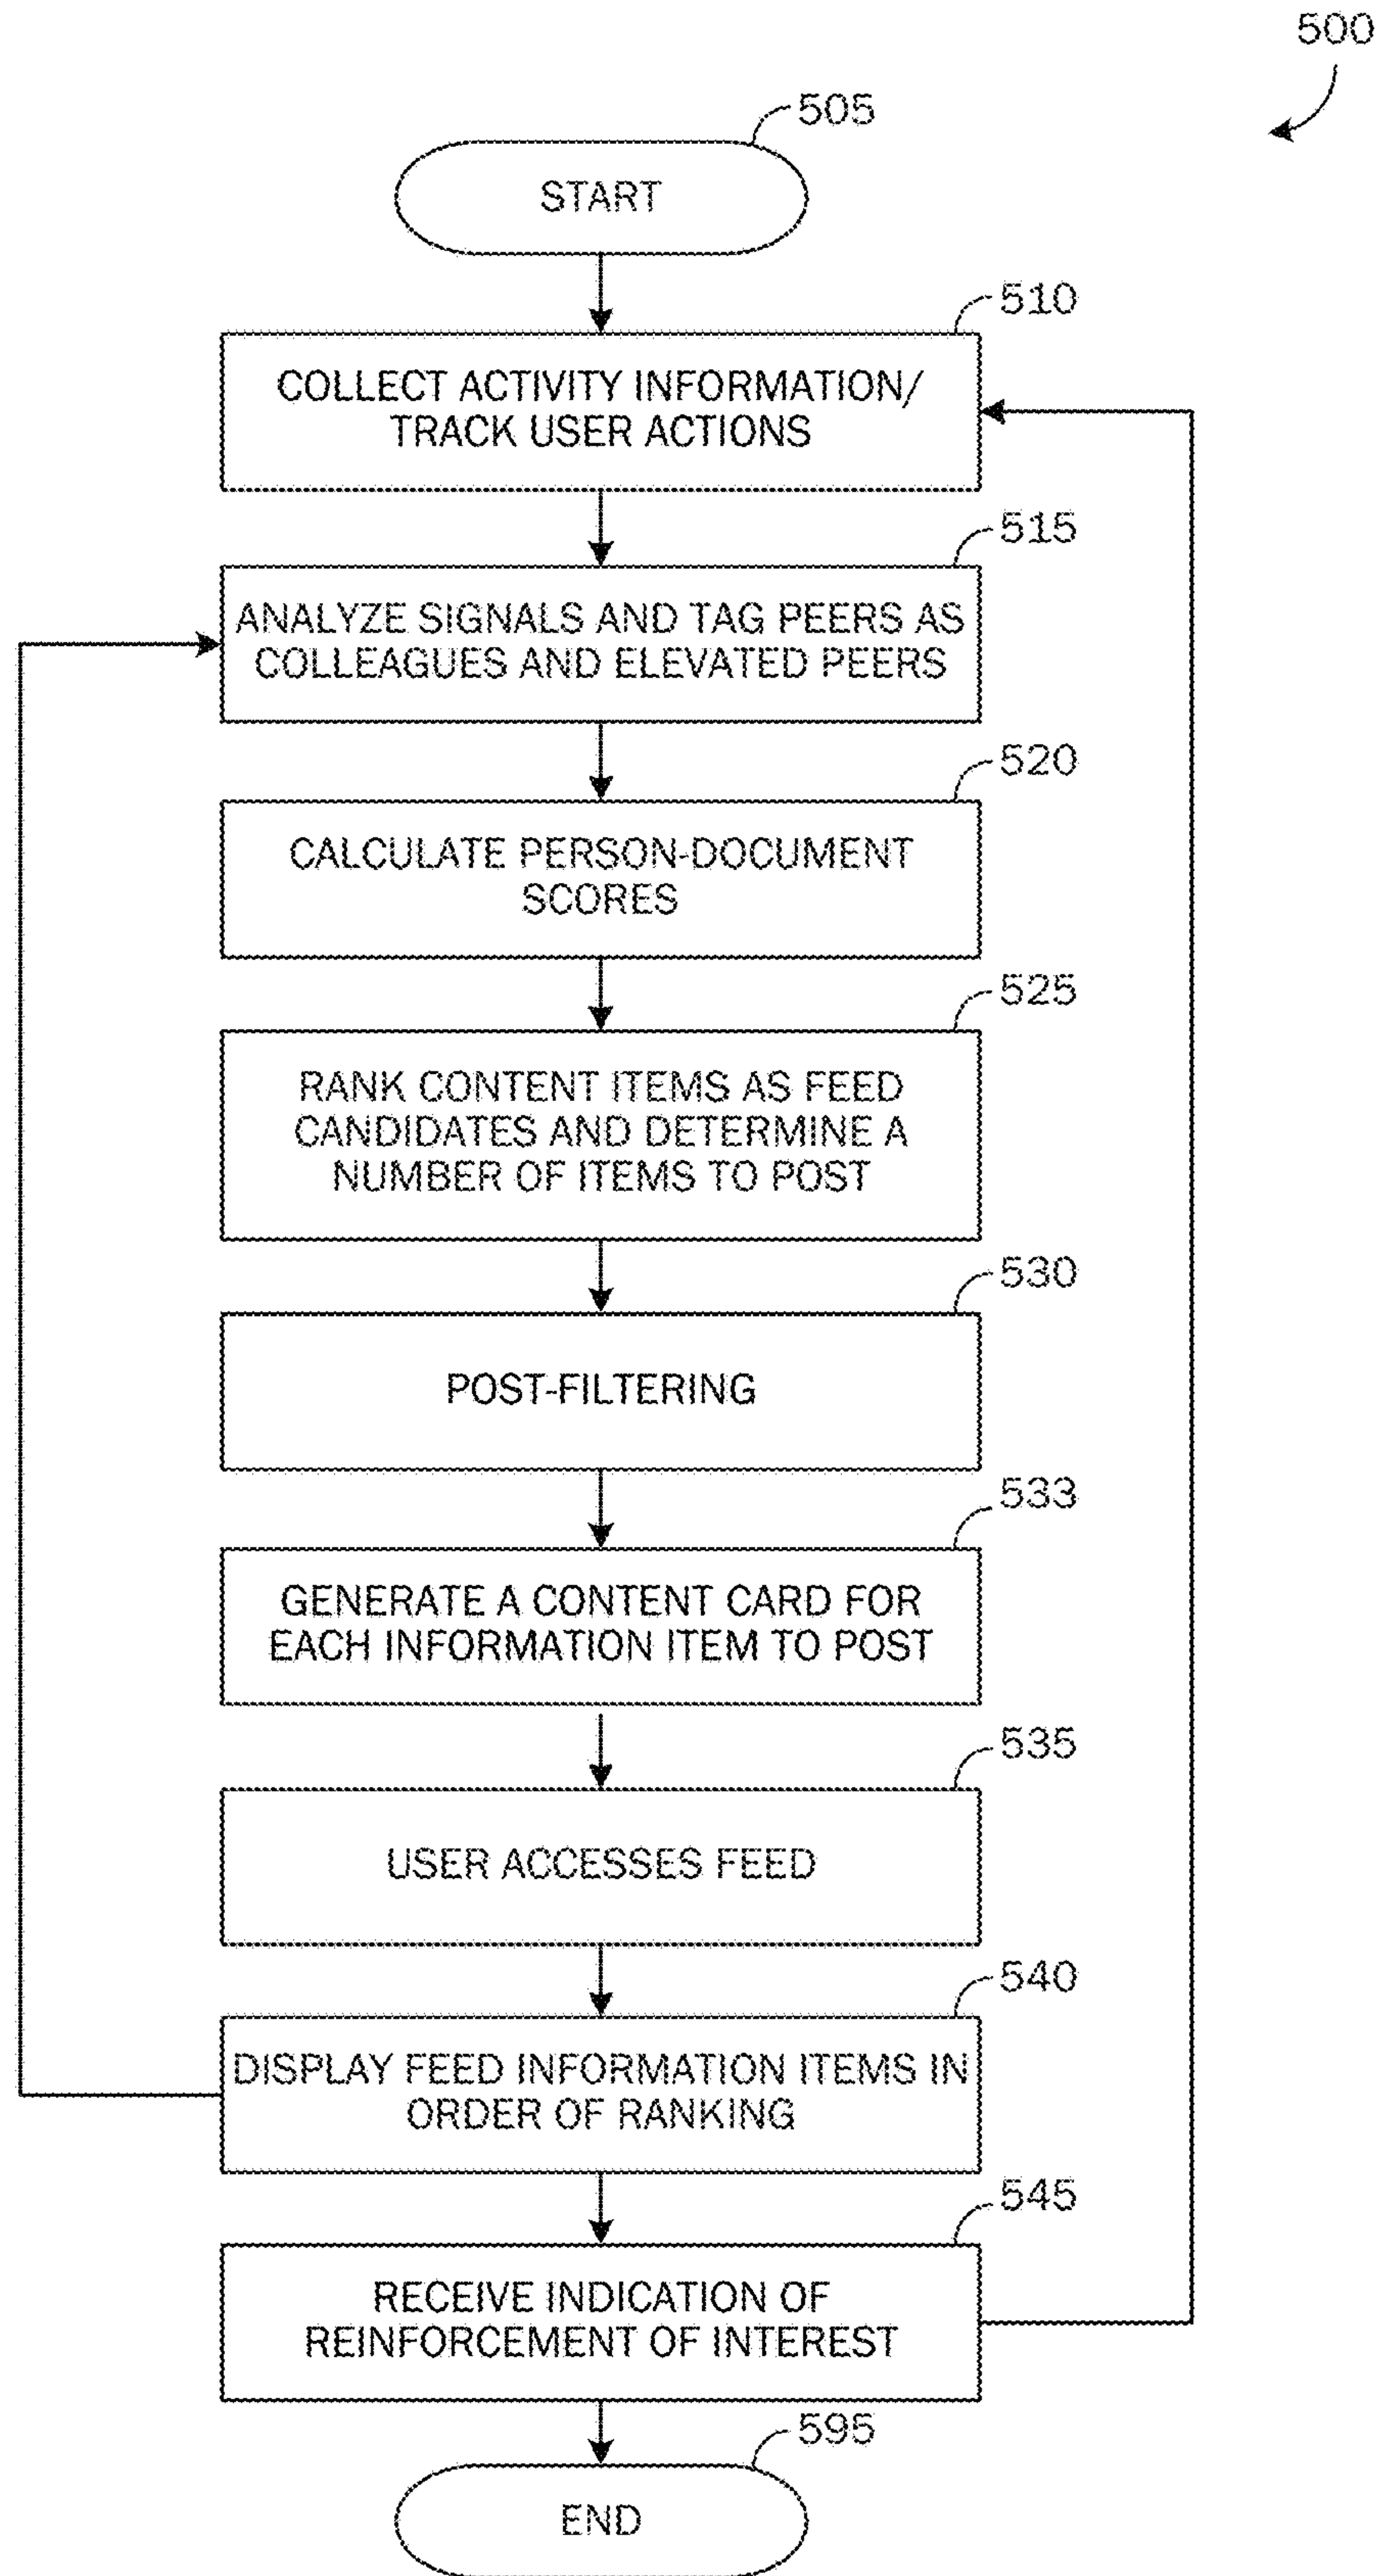 500
505
START
510
COLLECT ACTIVITY INFORMATION/
TRACK USER ACTIONS
515
ANALYZE SIGNALS AND TAG PEERS AS
COLLEAGUES AND ELEVATED PEERS
520
CALCULATE PERSON-DOCUMENT
SCORES
525
RANK CONTENT ITEMS AS FEED
CANDIDATES AND DETERMINE A
NUMBER OF ITEMS TO POST
530
POST-FILTERING
533
GENERATE A CONTENT CARD FOR
EACH INFORMATION ITEM TO POST
535
USER ACCESSES FEED
540
DISPLAY FEED INFORMATION ITEMS IN
ORDER OF RANKING
545
RECEIVE INDICATION OF
REINFORCEMENT OF INTEREST
595
END